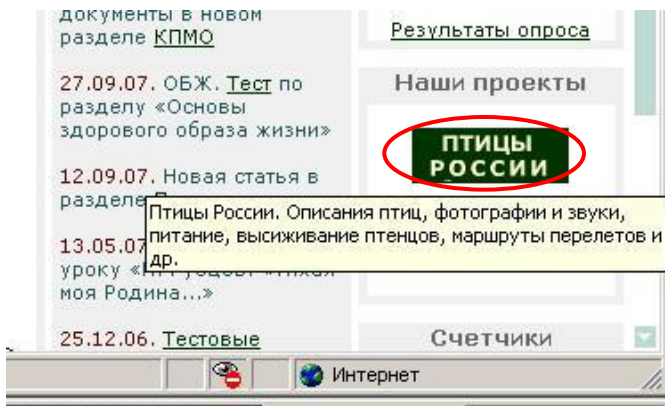 документы в новом
разделе КПМО
27.09.07. ОБЖ. Тест по
разделу «Основы
здорового образа жизни»
12.09.07. Новая статья в
разделе
13.05.07
уроку
моя Родина...»
25.12.06. Тестовые
Результаты опроса
Наши проекты
ПТИЦЫ
РОССИИ
Птицы России. Описания птиц, фотографии и звуки,
питание, высиживание птенцов, маршруты перелетов и
др.
Счетчики
Интернет